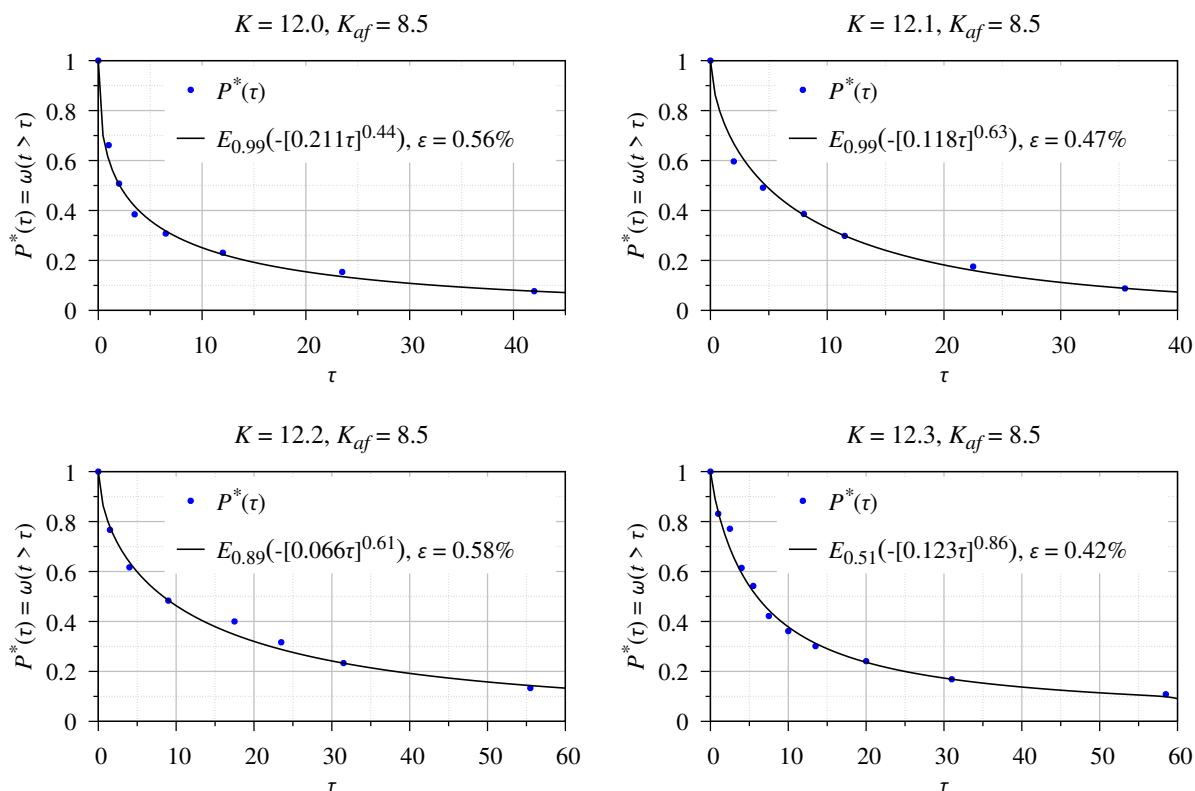 K = 12.0, K_af = 8.5
P*(τ) = ω(t > τ)
1
0.8
0.6
0.4
0.2
0
P*(τ)
E_0.99(-[0.211τ]^0.44), ε = 0.56%
0 10 20 30 40
τ
K = 12.1, K_af = 8.5
P*(τ) = ω(t > τ)
1
0.8
0.6
0.4
0.2
0
P*(τ)
E_0.99(-[0.118τ]^0.63), ε = 0.47%
0 10 20 30 40
τ
K = 12.2, K_af = 8.5
P*(τ) = ω(t > τ)
1
0.8
0.6
0.4
0.2
0
P*(τ)
E_0.89(-[0.066τ]^0.61), ε = 0.58%
0 10 20 30 40 50 60
τ
K = 12.3, K_af = 8.5
P*(τ) = ω(t > τ)
1
0.8
0.6
0.4
0.2
0
P*(τ)
E_0.51(-[0.123τ]^0.86), ε = 0.42%
0 10 20 30 40 50 60
τ